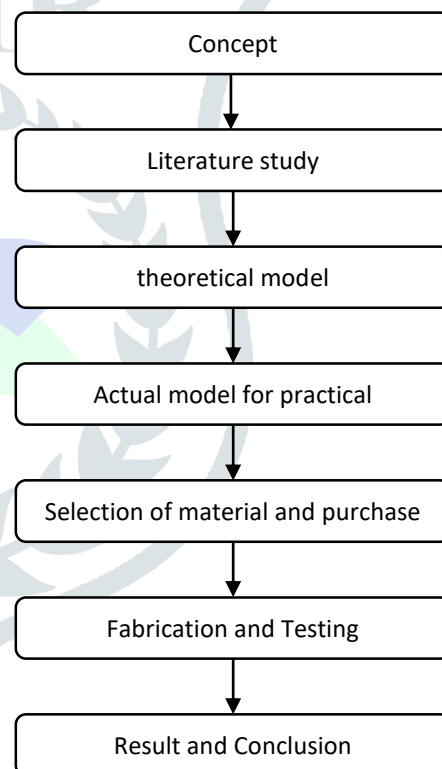 Concept
Literature study
theoretical model
Actual model for practical
Selection of material and purchase
Fabrication and Testing
Result and Conclusion